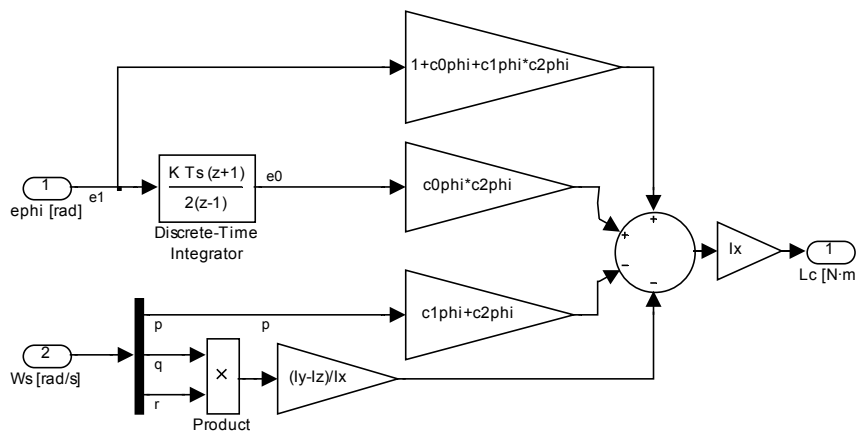 1+c0phi+c1phi*c2phi
1
ephi [rad]
e1
K Ts (z+1)
2(z-1)
Discrete-Time
Integrator
e0
c0phi*c2phi
+
+
−
−
Ix
1
Lc [N·m
c1phi+c2phi
p
p
2
Ws [rad/s]
q
r
×
Product
(Iy-Iz)/Ix